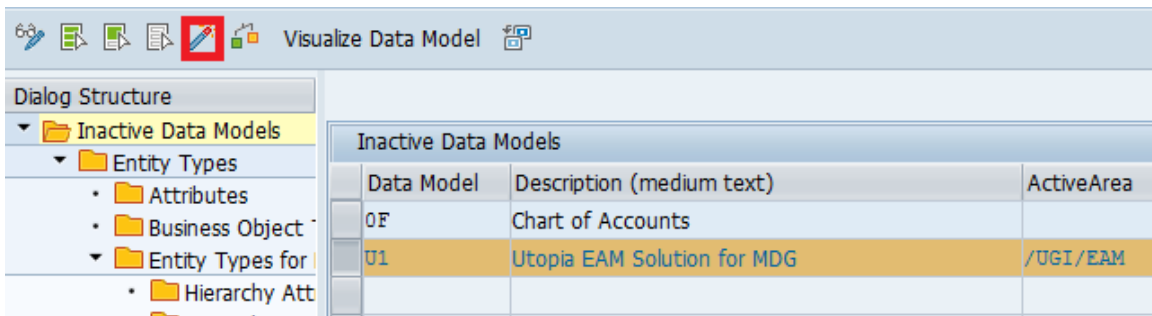 Visualize Data Model
Dialog Structure
Inactive Data Models
Entity Types
Attributes
Business Object
Entity Types for
Hierarchy Att
Inactive Data Models
Data Model Description (medium text) ActiveArea
0F Chart of Accounts
U1 Utopia EAM Solution for MDG /UGI/EAM